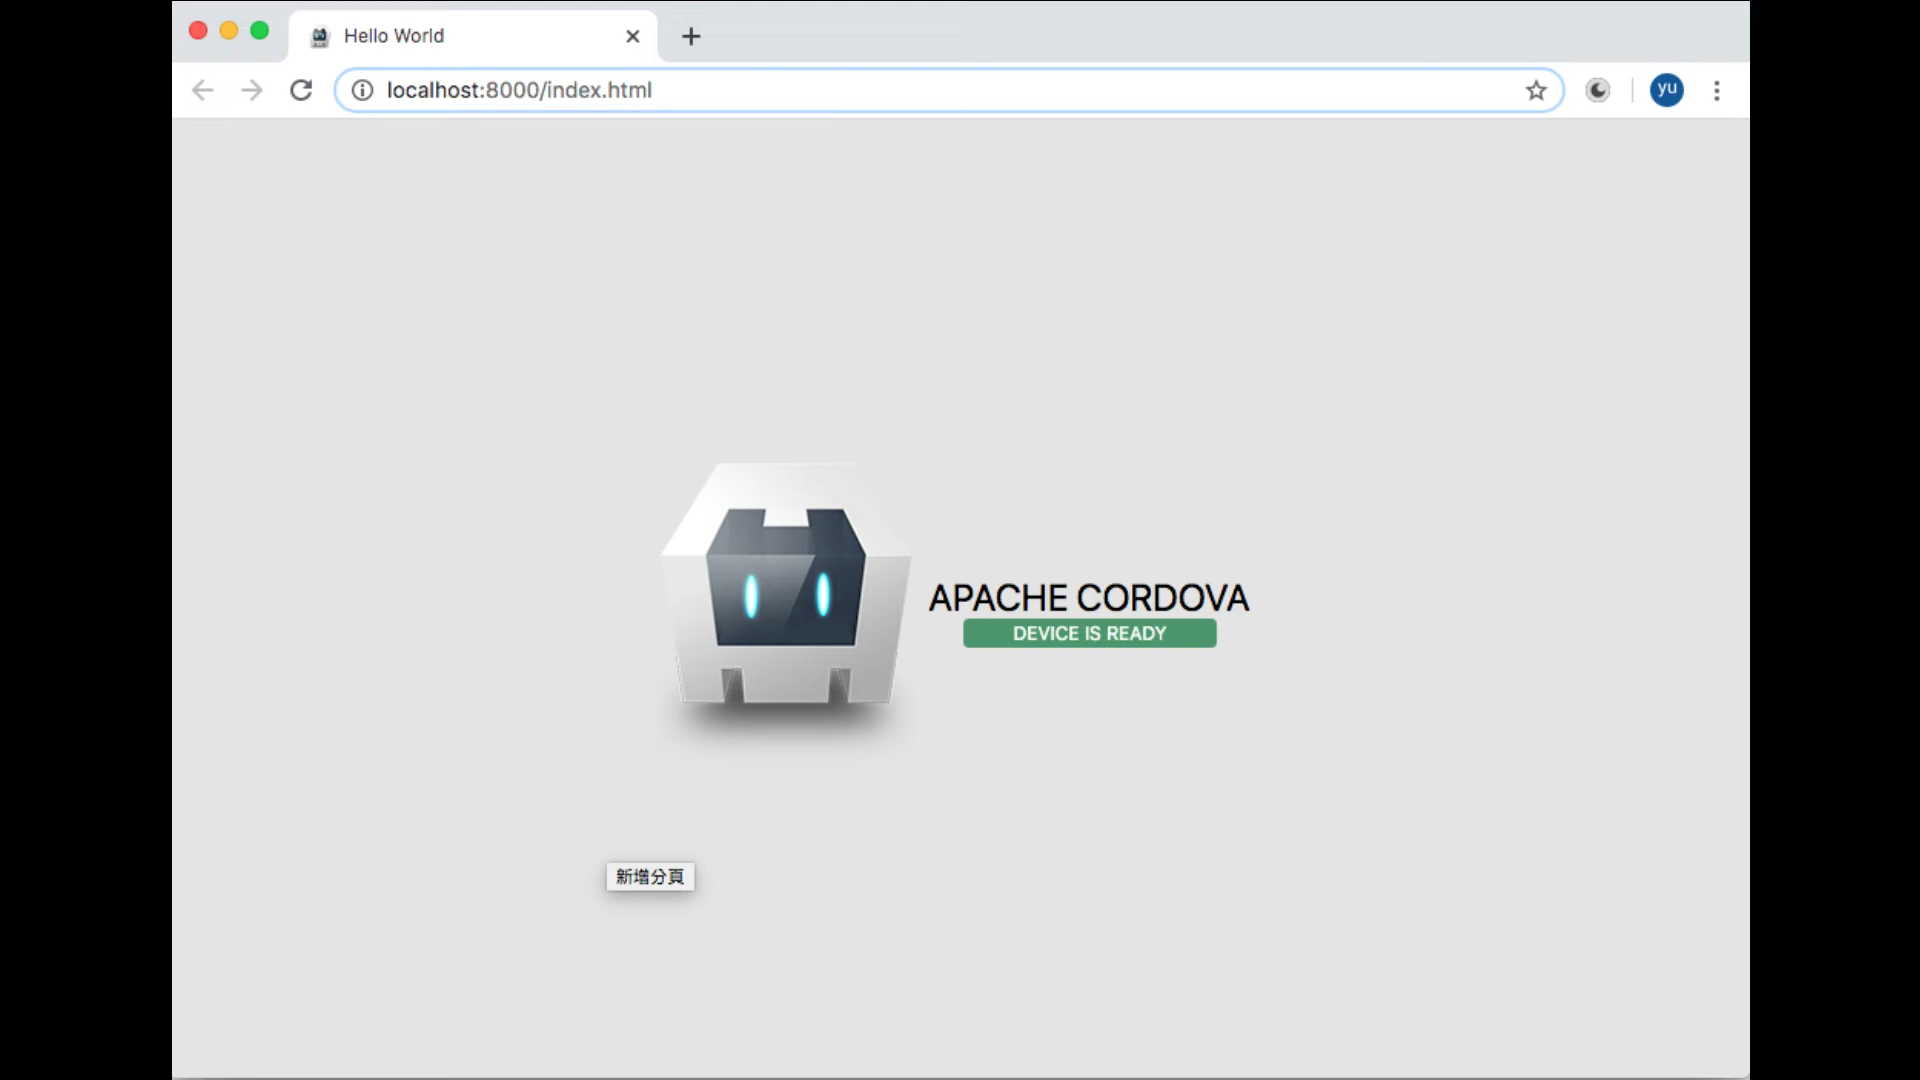 Hello World
localhost:8000/index.html
yu
APACHE CORDOVA
DEVICE IS READY
新增分頁